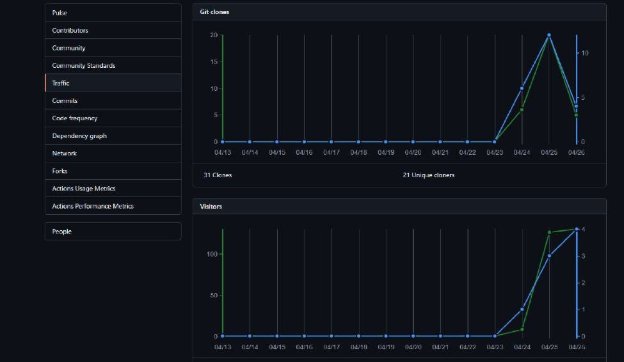 Pulse
Contributors
Community
Community Standards
Traffic
Commits
Code frequency
Dependency graph
Network
Forks
Actions Usage Metrics
Actions Performance Metrics
People
Git clones
20
15
10
5
0
10
5
0
04/13 04/14 04/15 04/16 04/17 04/18 04/19 04/20 04/21 04/22 04/23 04/24 04/25 04/26
31 Clones 21 Unique cloners
Visitors
100
50
0
4
3
2
1
0
04/13 04/14 04/15 04/16 04/17 04/18 04/19 04/20 04/21 04/22 04/23 04/24 04/25 04/26